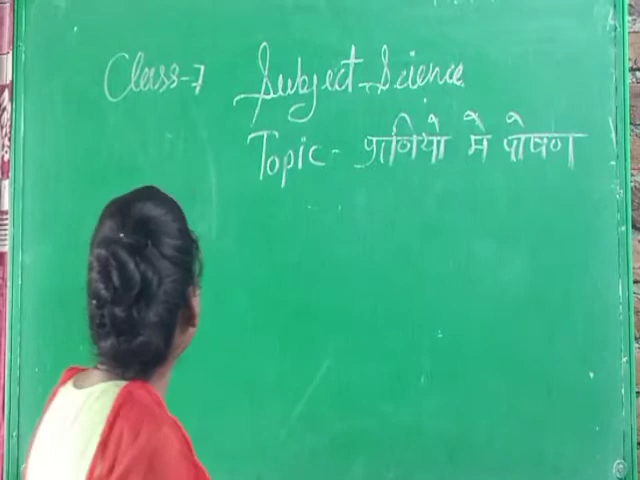 Class-7 Subject-Science
Topic- प्रानियो मे पोषण